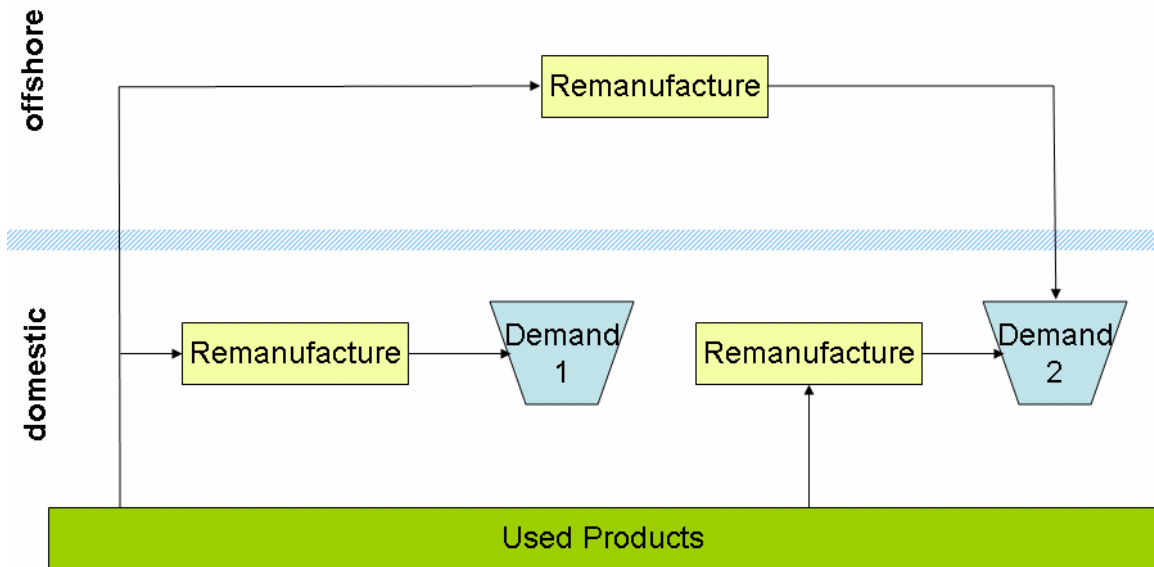 offshore
Remanufacture
domestic
Remanufacture
Demand
1
Remanufacture
Demand
2
Used Products